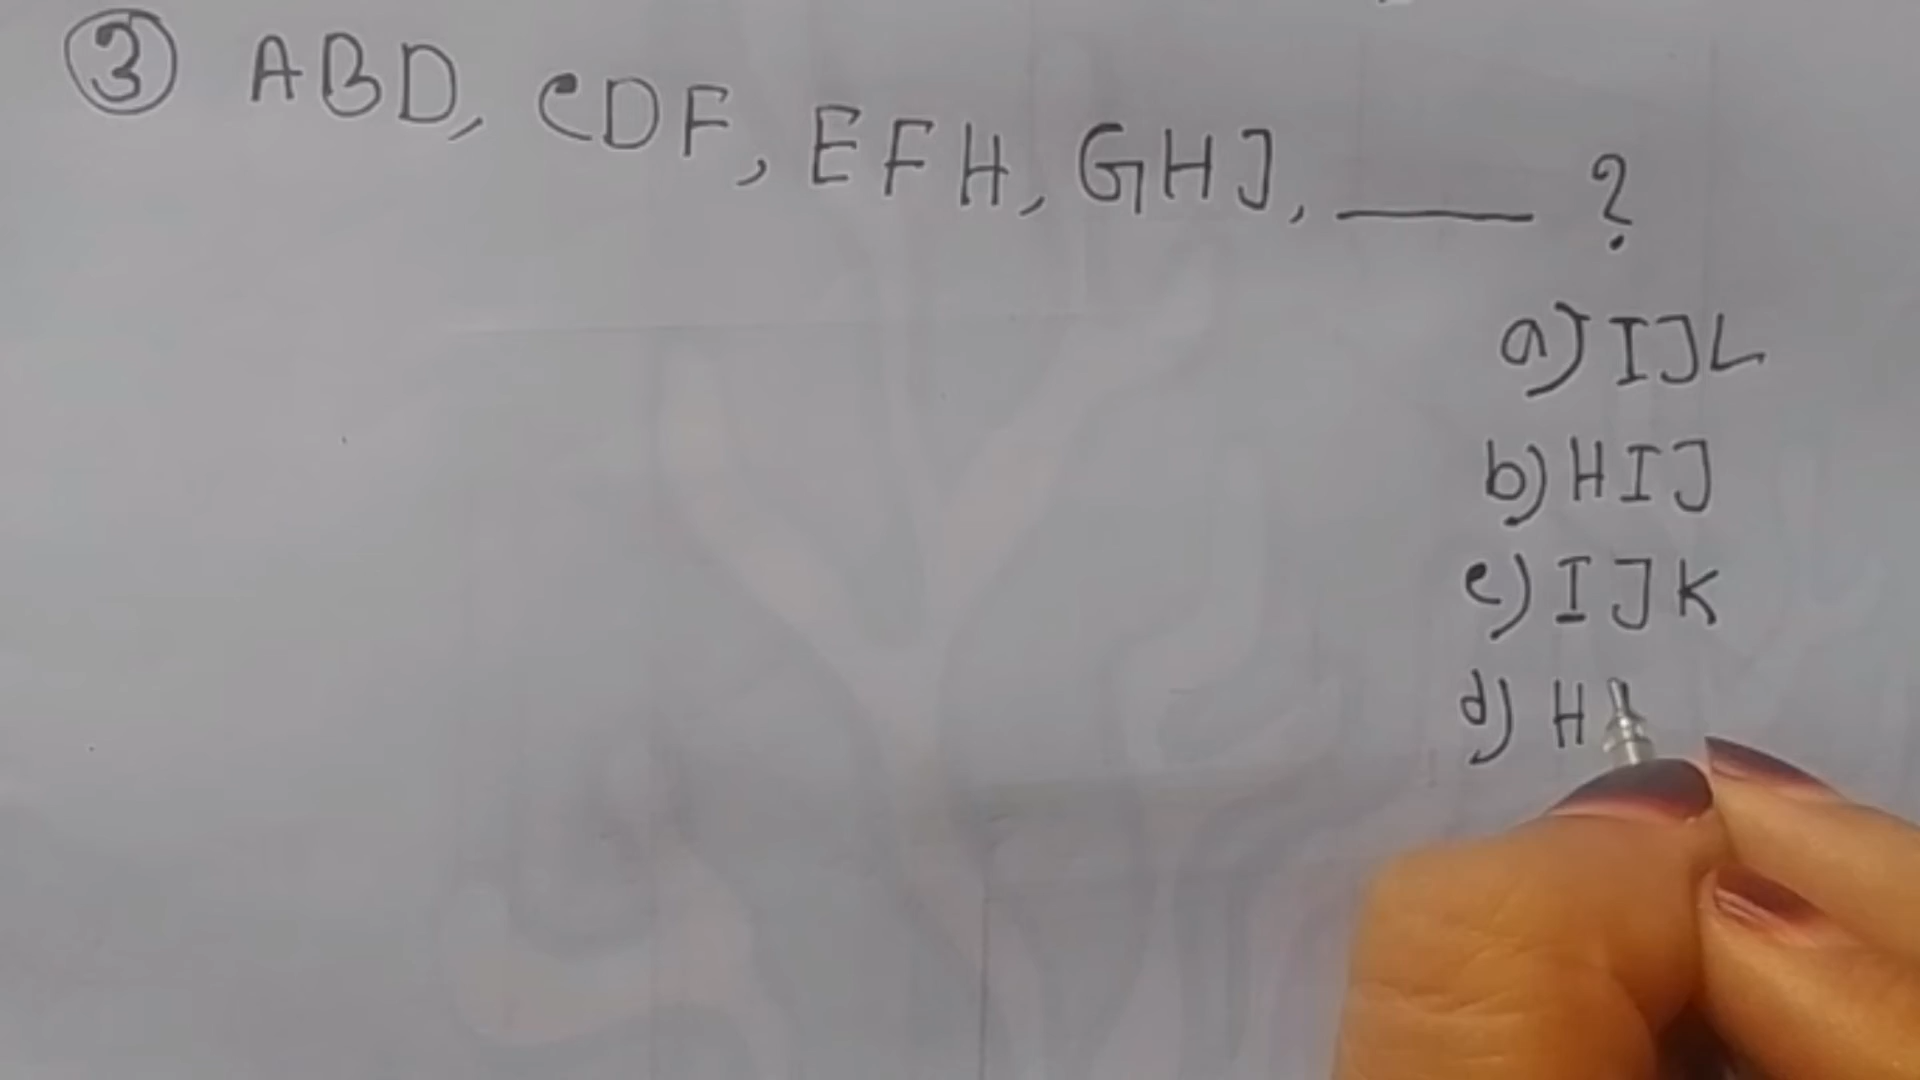 3 ABD, CDF, EFH, GHJ, ____ ?
a) IJL
b) HIJ
c) IJK
d) H